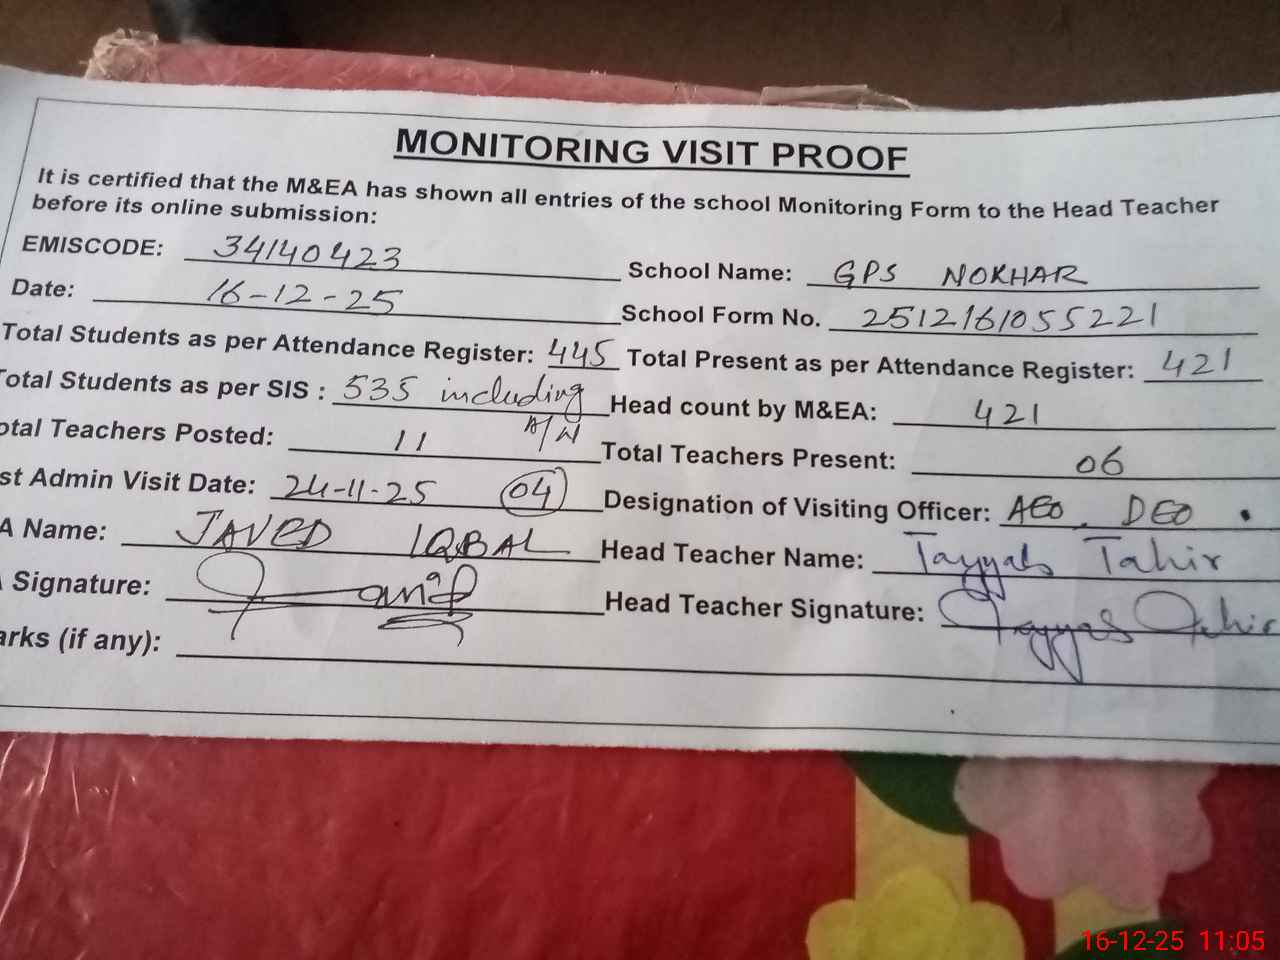 MONITORING VISIT PROOF
It is certified that the M&EA has shown all entries of the school Monitoring Form to the Head Teacher
before its online submission:
EMISCODE: 34140423 School Name: GPS NOKHAR
Date: 16-12-25 School Form No. 2512161055221
Total Students as per Attendance Register: 445 Total Present as per Attendance Register: 421
Total Students as per SIS : 535 including A/N Head count by M&EA: 421
otal Teachers Posted: 11 Total Teachers Present: 06
st Admin Visit Date: 24-11-25 04 Designation of Visiting Officer: AEO, DEO.
A Name: JAVED IQBAL Head Teacher Name: Tayyab Tahir
Signature: Head Teacher Signature: Tayyab Tahir
arks (if any):
16-12-25 11:05